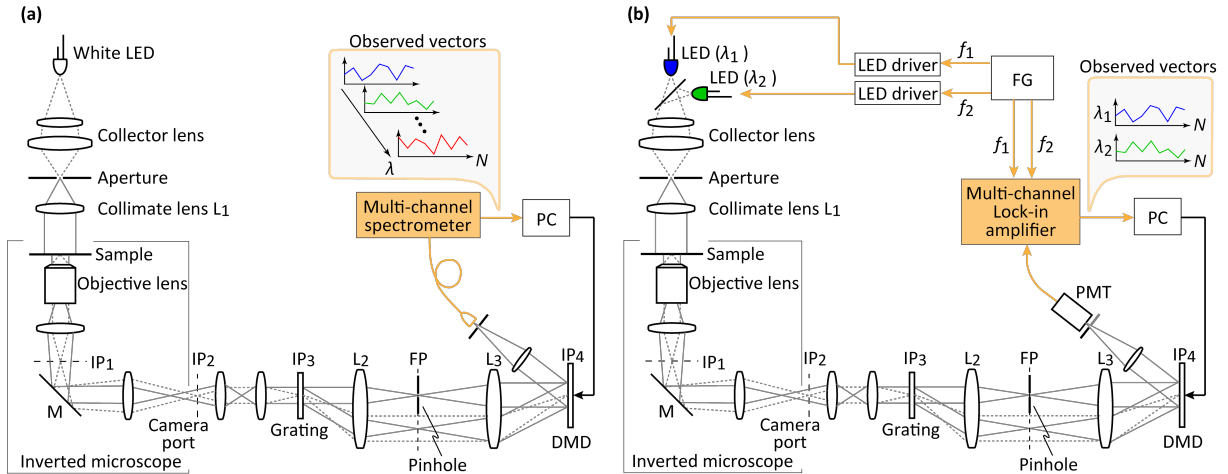 (a)
White LED
Observed vectors
N
λ
Collector lens
Aperture
Collimate lens L1
Multi-channel
spectrometer
PC
Sample
Objective lens
IP1
IP2
IP3
L2
FP
L3
IP4
M
Camera
port
Grating
Pinhole
DMD
Inverted microscope
(b)
LED (λ1)
LED (λ2)
LED driver
LED driver
f1
f2
FG
f1
f2
Observed vectors
λ1
N
λ2
N
Collector lens
Aperture
Collimate lens L1
Multi-channel
Lock-in
amplifier
PC
Sample
Objective lens
PMT
IP1
IP2
IP3
L2
FP
L3
IP4
M
Camera
port
Grating
Pinhole
DMD
Inverted microscope